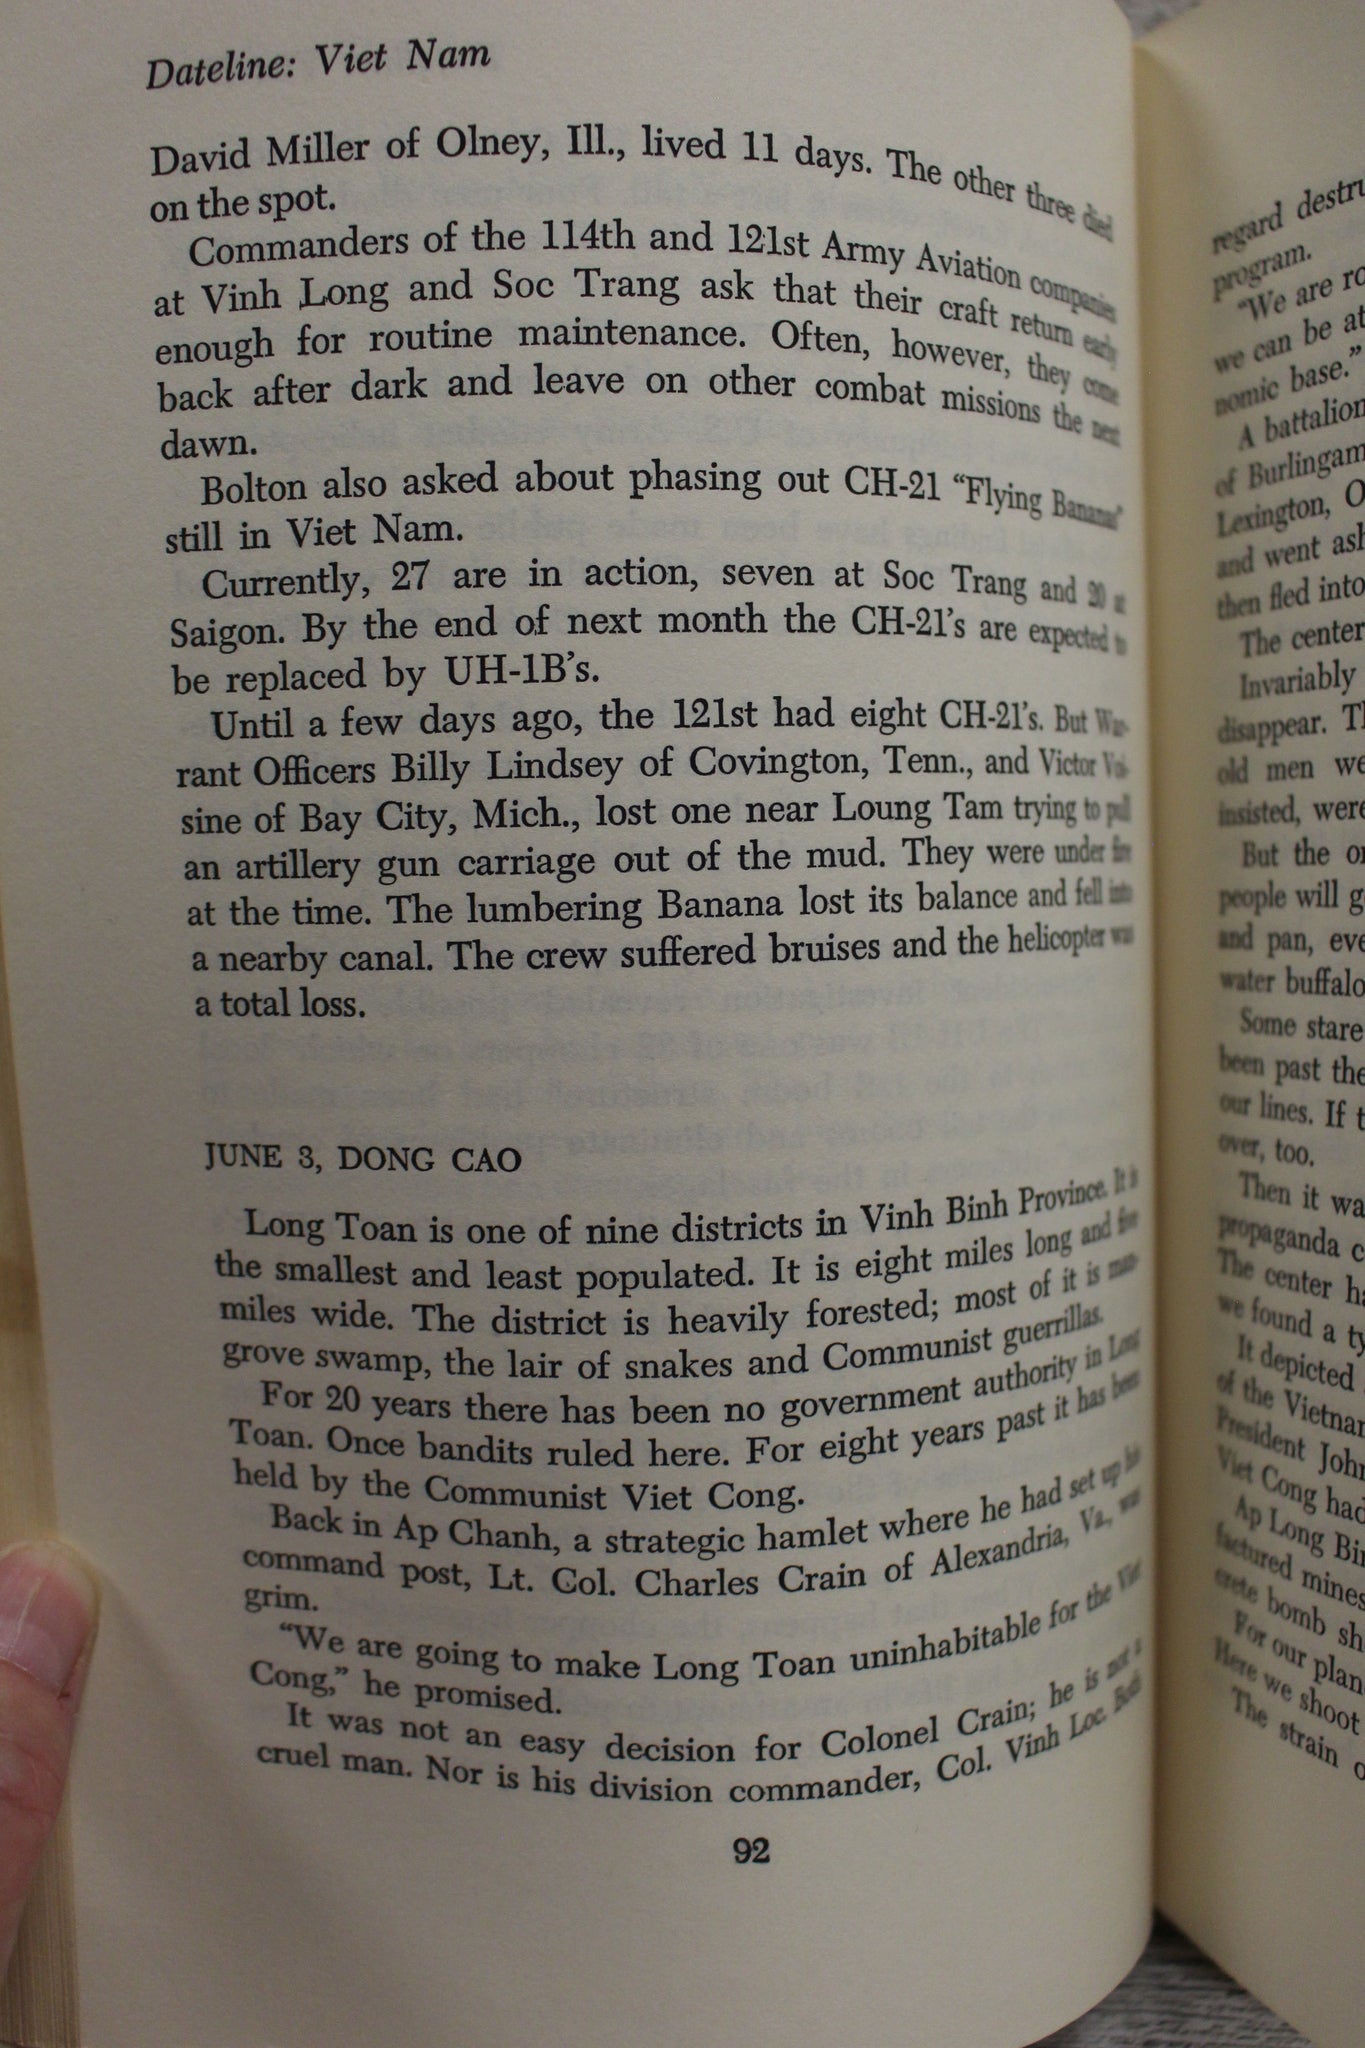 Dateline: Viet Nam
David Miller of Olney, Ill., lived 11 days. The other three died
on the spot.
Commanders of the 114th and 121st Army Aviation companies
at Vinh Long and Soc Trang ask that their craft return early
enough for routine maintenance. Often, however, they come
back after dark and leave on other combat missions the next
dawn.
Bolton also asked about phasing out CH-21 “Flying Bananas”
still in Viet Nam.
Currently, 27 are in action, seven at Soc Trang and 20 at
Saigon. By the end of next month the CH-21’s are expected to
be replaced by UH-1B’s.
Until a few days ago, the 121st had eight CH-21’s. But War-
rant Officers Billy Lindsey of Covington, Tenn., and Victor
sine of Bay City, Mich., lost one near Loung Tam trying to pull
an artillery gun carriage out of the mud. They were under fire
at the time. The lumbering Banana lost its balance and fell into
a nearby canal. The crew suffered bruises and the helicopter was
a total loss.
JUNE 3, DONG CAO
Long Toan is one of nine districts in Vinh Binh Province. It is
the smallest and least populated. It is eight miles long and five
miles wide. The district is heavily forested; most of it is man-
grove swamp, the lair of snakes and Communist guerrillas.
For 20 years there has been no government authority in Long
Toan. Once bandits ruled here. For eight years past it has been
held by the Communist Viet Cong.
Back in Ap Chanh, a strategic hamlet where he had set up his
command post, Lt. Col. Charles Crain of Alexandria, Va., was
grim.
“We are going to make Long Toan uninhabitable for the Viet
Cong,” he promised.
It was not an easy decision for Colonel Crain; he is not a
cruel man. Nor is his division commander, Col. Vinh Loc. Both
92
regard destru
program.
“We are ro
we can be at
nomic base.”
A battalion
of Burlingam
Lexington, O
and went ash
then fled into
The center
Invariably
disappear. Th
old men we
insisted, were
But the
people will g
and pan, eve
water buffalo
Some stare
been past the
our lines. If t
over, too.
Then it wa
propaganda c
The center ha
we found a ty
It depicted
of the Vietnam
President John
Viet Cong had
Ap Long Bin
factured mines
crete bomb sh
For our plan
Here we shoot
The strain o